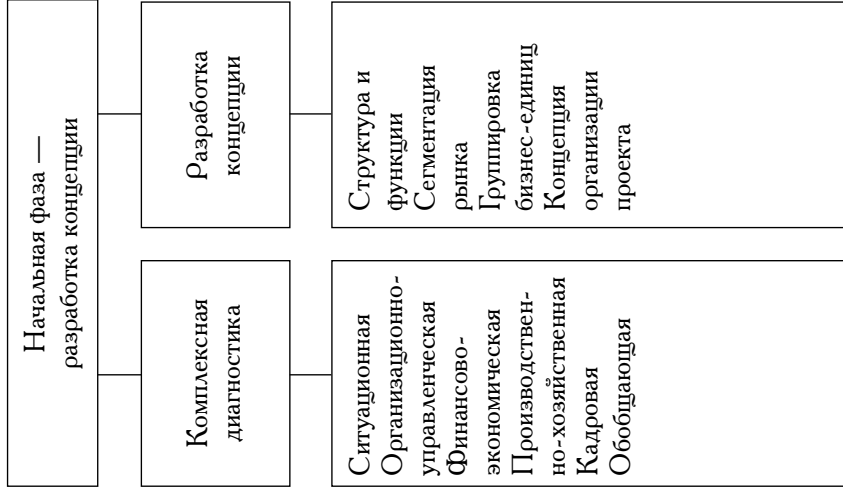 Начальная фаза —
разработка концепции
Комплексная
диагностика
Ситуационная
Организационно-
управленческая
Финансово-
экономическая
Производствен-
но-хозяйственная
Кадровая
Обобщающая
Разработка
концепции
Структура и
функции
Сегментация
рынка
Группировка
бизнес-единиц
Концепция
организации
проекта